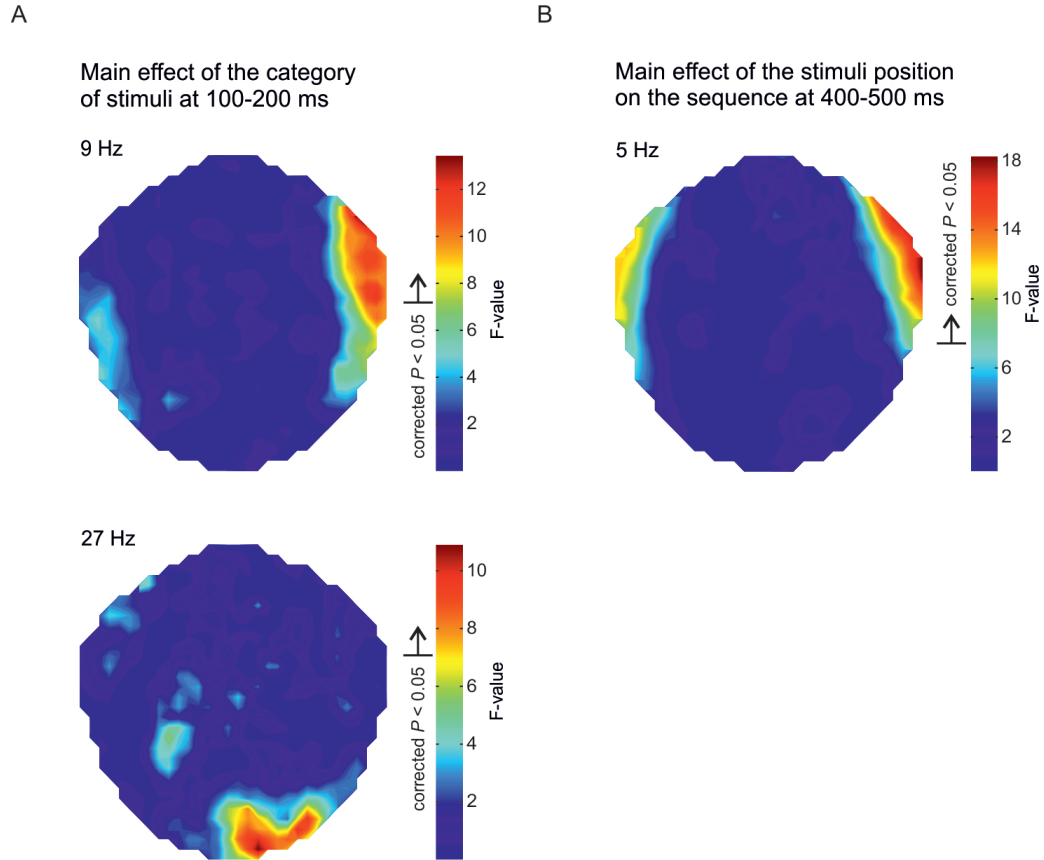 A
B
Main effect of the category
of stimuli at 100-200 ms
Main effect of the stimuli position
on the sequence at 400-500 ms
9 Hz
5 Hz
12
10
8
6
4
2
F-value
corrected P < 0.05
18
14
10
6
2
F-value
corrected P < 0.05
27 Hz
10
8
6
4
2
F-value
corrected P < 0.05